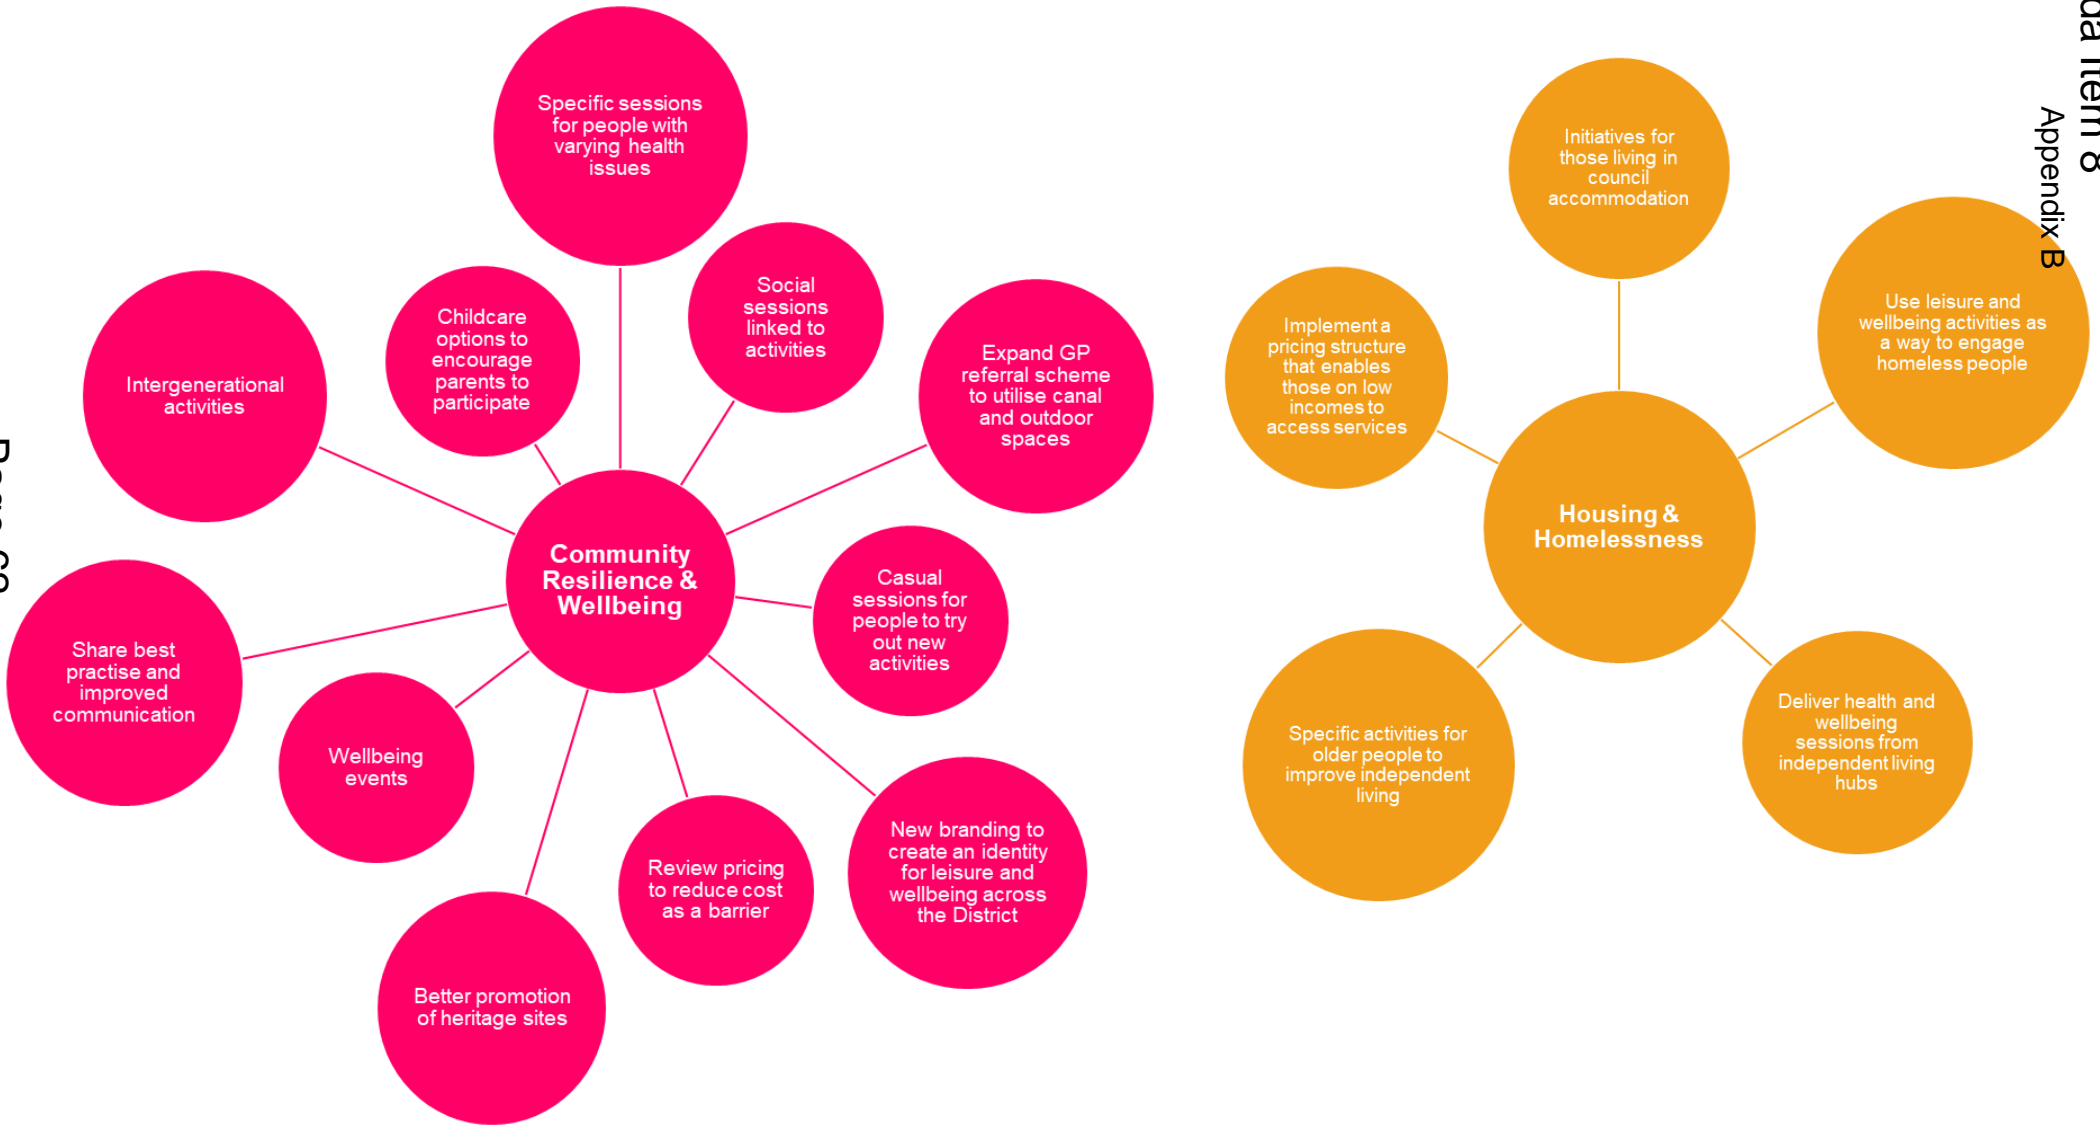 Specific sessions
for people with
varying health
issues
Social
sessions
linked to
activities
Childcare
options to
encourage
parents to
participate
Intergenerational
activities
Expand GP
referral scheme
to utilise canal
and outdoor
spaces
Community
Resilience &
Wellbeing
Casual
sessions for
people to try
out new
activities
Share best
practise and
improved
communication
Wellbeing
events
New branding to
create an identity
for leisure and
wellbeing across
the District
Review pricing
to reduce cost
as a barrier
Better promotion
of heritage sites
Initiatives for
those living in
council
accommodation
Use leisure and
wellbeing activities as
a way to engage
homeless people
Implement a
pricing structure
that enables
those on low
incomes to
access services
Housing &
Homelessness
Specific activities for
older people to
improve independent
living
Deliver health and
wellbeing
sessions from
independent living
hubs
Item 8
Appendix B